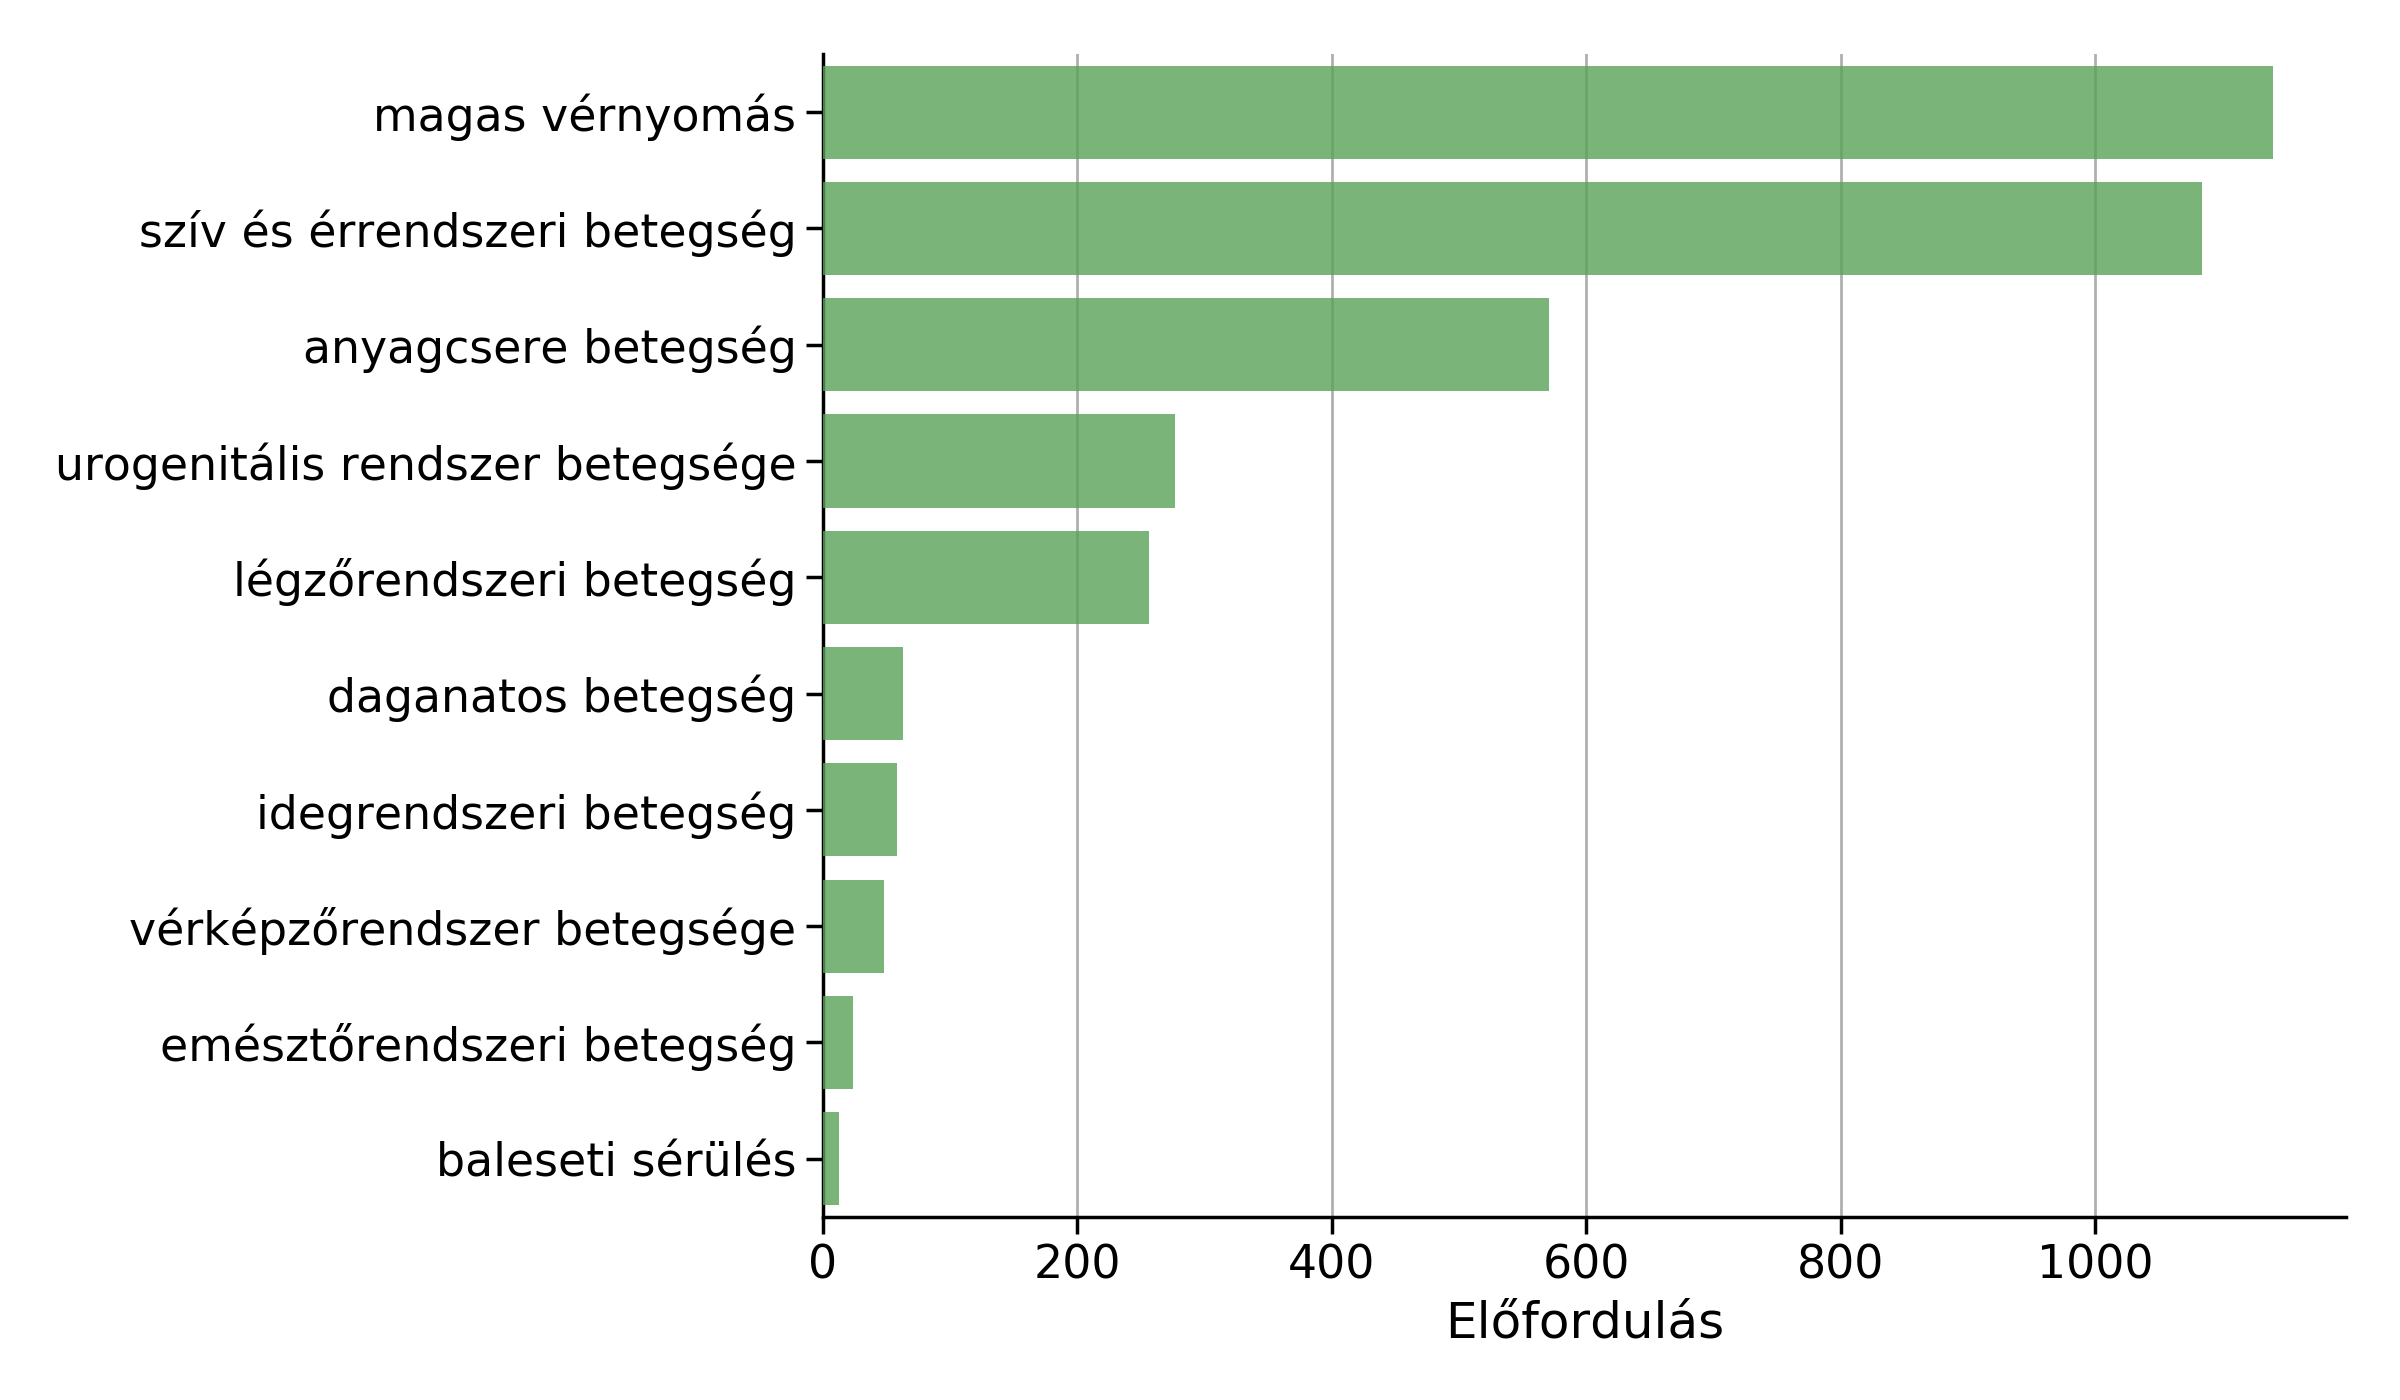 magas vérnyomás
szív és érrendszeri betegség
anyagcsere betegség
urogenitális rendszer betegsége
légzőrendszeri betegség
daganatos betegség
idegrendszeri betegség
vérképzőrendszer betegsége
emésztőrendszeri betegség
baleseti sérülés
0 200 400 600 800 1000
Előfordulás